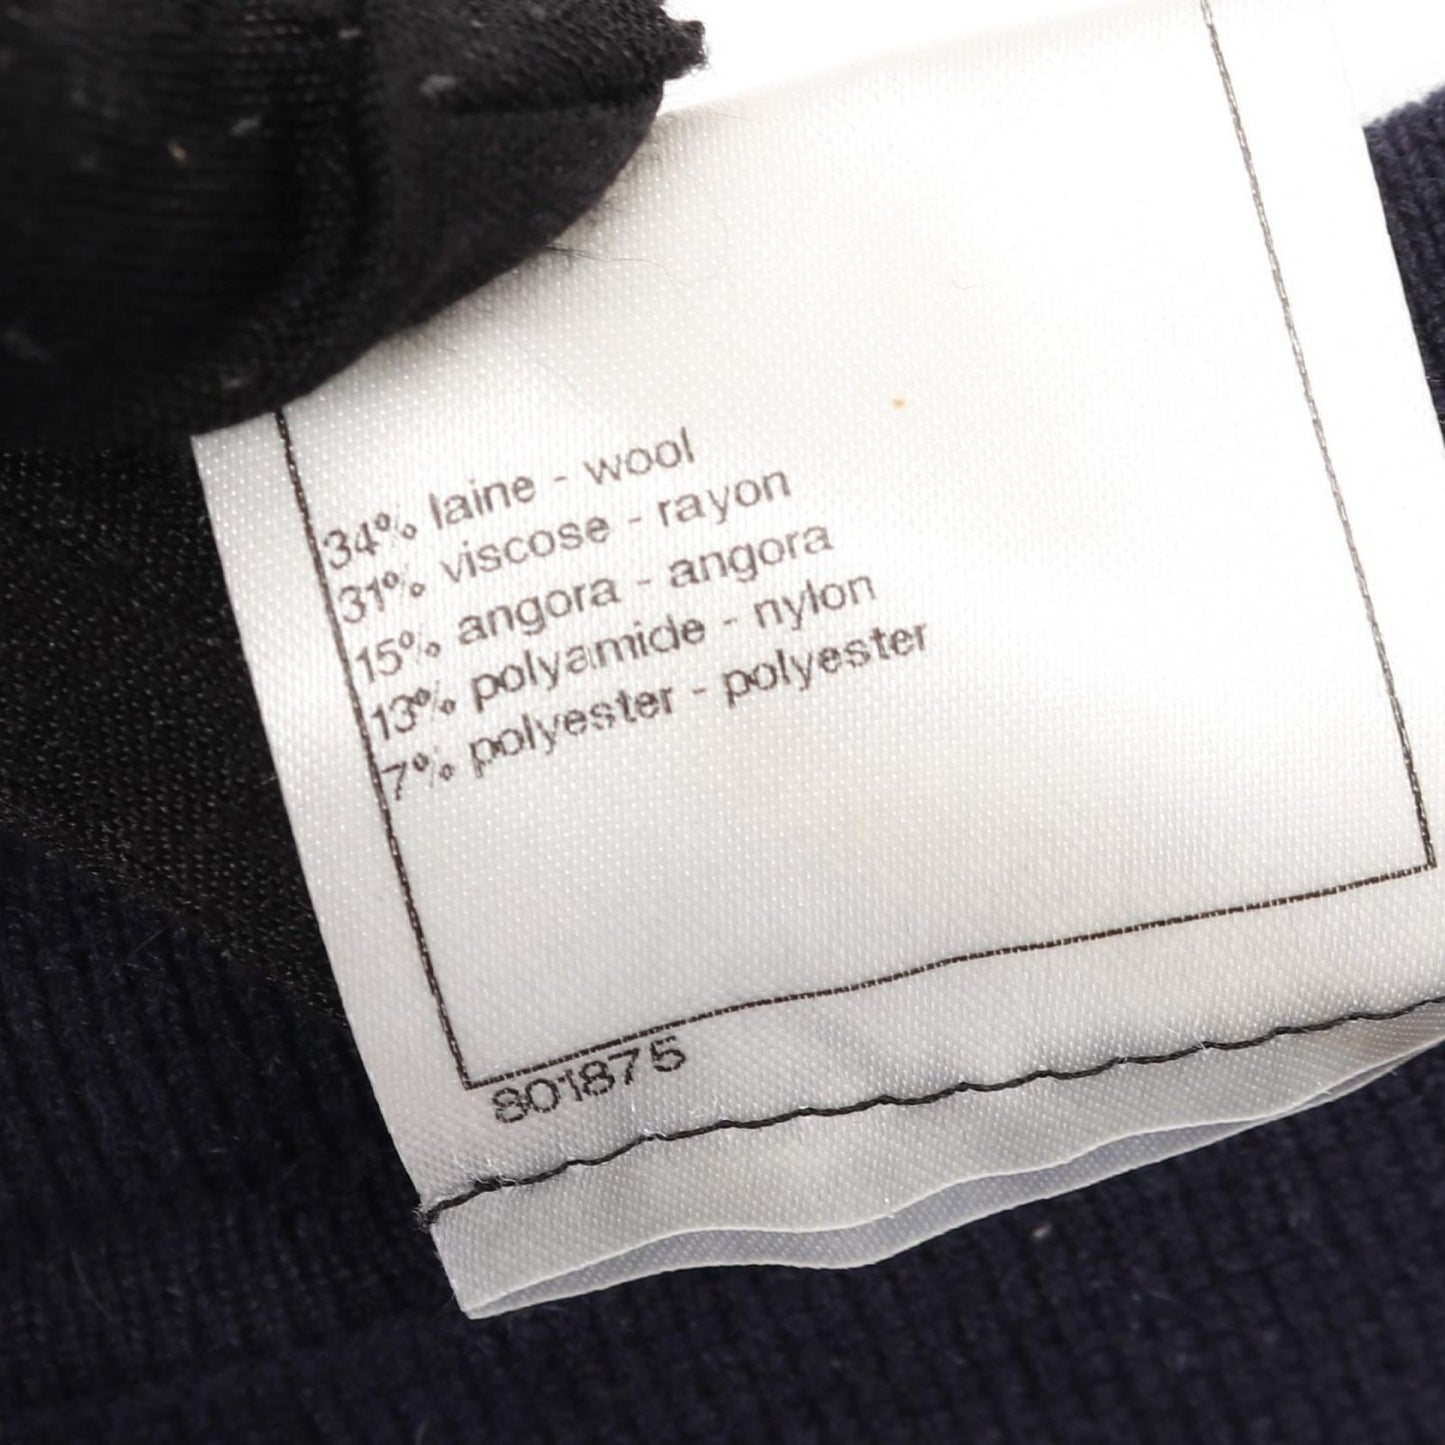 34% laine - wool
31% viscose - rayon
15% angora - angora
13% polyamide - nylon
7% polyester - polyester
801875